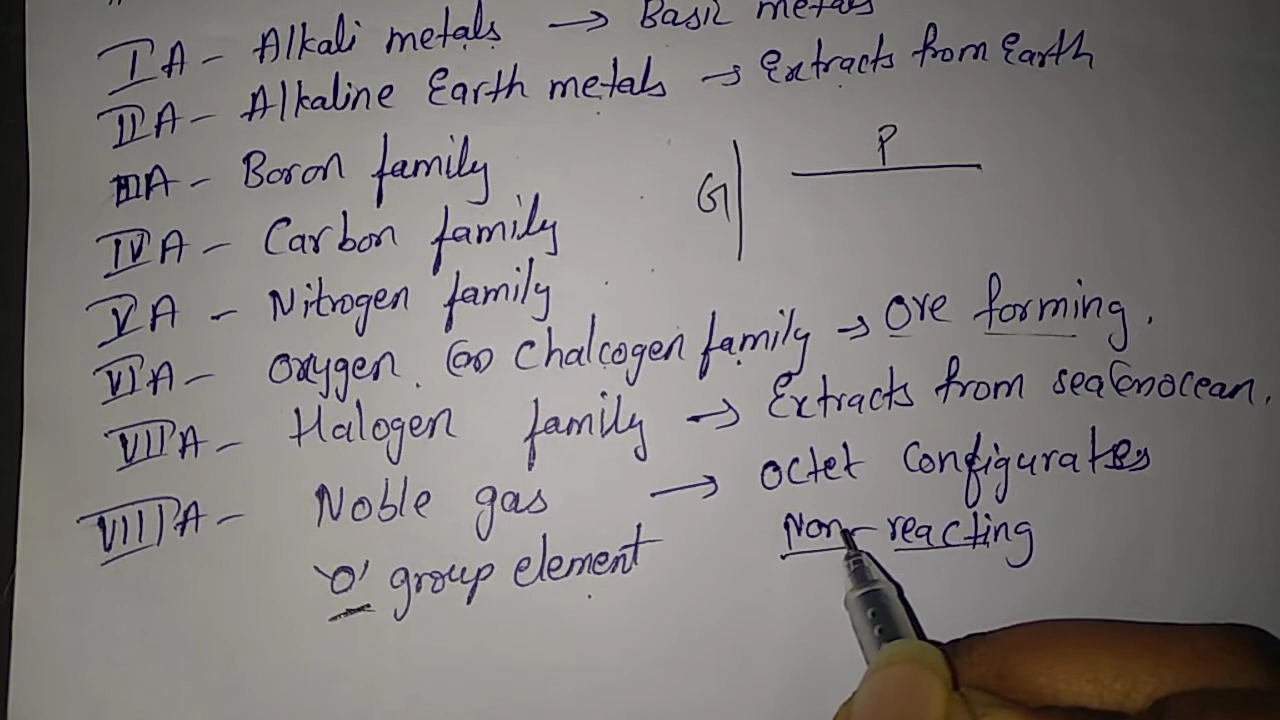 IA - Alkali metals → Basic metals
IIA - Alkaline Earth metals → Extracts from Earth
IIIA - Boron family
G P
IVA - Carbon family
VA - Nitrogen family
VIA - Oxygen. (or) Chalcogen family → Ore forming.
VIIA - Halogen family → Extracts from sea (or) ocean.
VIIIA - Noble gas → Octet
Non-reacting
'0' group element